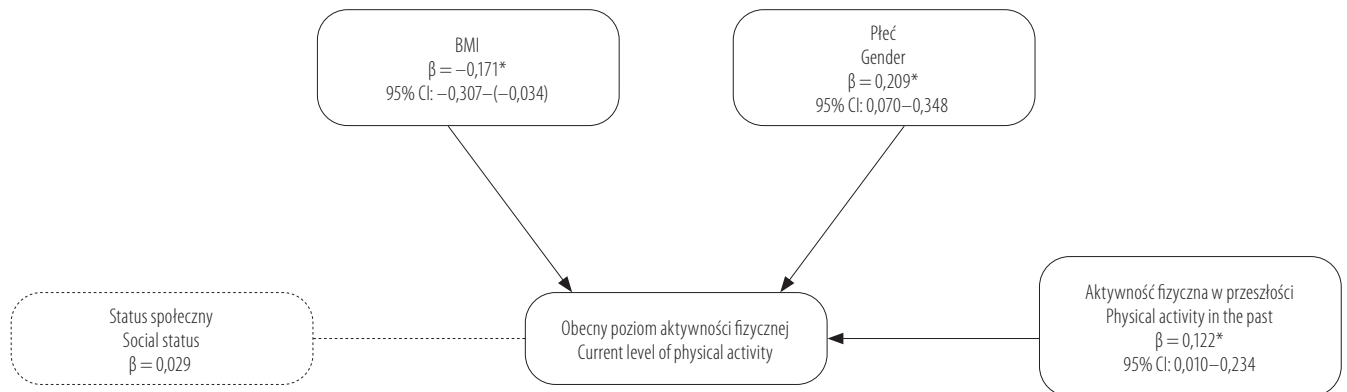 BMI
β = −0,171*
95% CI: −0,307–(−0,034)
Płeć
Gender
β = 0,209*
95% CI: 0,070–0,348
Status społeczny
Social status
β = 0,029
Obecny poziom aktywności fizycznej
Current level of physical activity
Aktywność fizyczna w przeszłości
Physical activity in the past
β = 0,122*
95% CI: 0,010–0,234